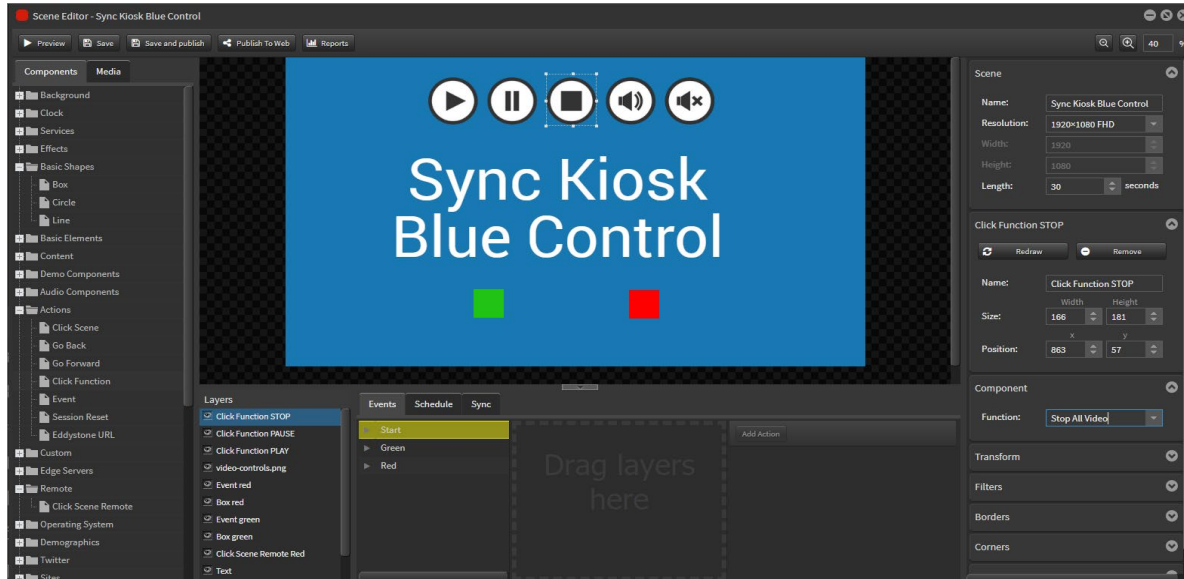 Scene Editor - Sync Kiosk Blue Control
Preview Save Save and publish Publish To Web Reports 40 %
Components Media
Background
Clock
Services
Effects
Basic Shapes
Box
Circle
Line
Basic Elements
Content
Demo Components
Audio Components
Actions
Click Scene
Go Back
Go Forward
Click Function
Event
Session Reset
Eddystone URL
Custom
Edge Servers
Remote
Click Scene Remote
Operating System
Demographics
Twitter
Sites
Sync Kiosk
Blue Control
Layers
Click Function STOP
Click Function PAUSE
Click Function PLAY
video-controls.png
Event red
Box red
Event green
Box green
Click Scene Remote Red
Text
Events Schedule Sync
Start
Green
Red
Drag layers
here
Add Action
Scene
Name: Sync Kiosk Blue Control
Resolution: 1920×1080 FHD
Width: 1920
Height: 1080
Length: 30 seconds
Click Function STOP
Redraw Remove
Name: Click Function STOP
Width Height
Size: 166 181
x y
Position: 863 57
Component
Function: Stop All Video
Transform
Filters
Borders
Corners